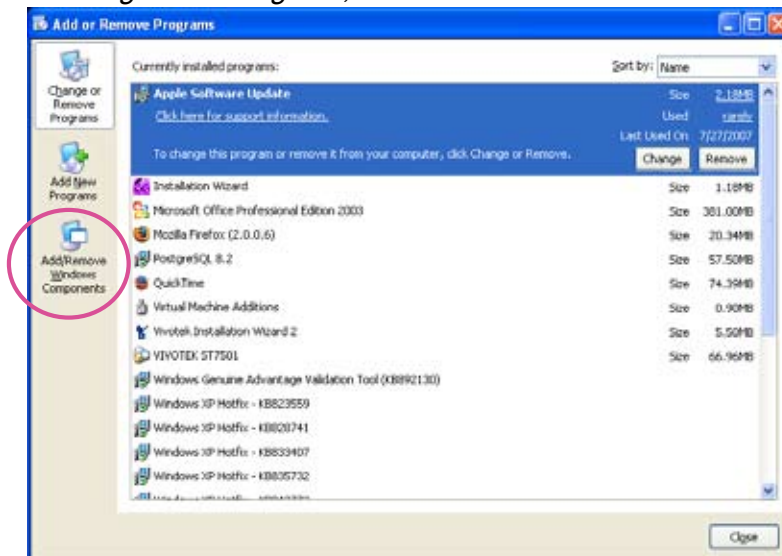 Add or Remove Programs
Change or
Remove
Programs
Add New
Programs
Add/Remove
Windows
Components
Currently installed programs:
Sort by: Name
Apple Software Update
Size 2.18MB
Click here for support information.
Used rarely
Last Used On 7/27/2007
To change this program or remove it from your computer, click Change or Remove.
Change Remove
Installation Wizard Size 1.18MB
Microsoft Office Professional Edition 2003 Size 381.00MB
Mozilla Firefox (2.0.0.6) Size 20.34MB
PostgreSQL 8.2 Size 57.50MB
QuickTime Size 74.39MB
Virtual Machine Additions Size 0.90MB
Vivotek Installation Wizard 2 Size 5.50MB
VIVOTEK ST7501 Size 66.96MB
Windows Genuine Advantage Validation Tool (KB892130)
Windows XP Hotfix - KB823559
Windows XP Hotfix - KB828741
Windows XP Hotfix - KB833407
Windows XP Hotfix - KB835732
Close